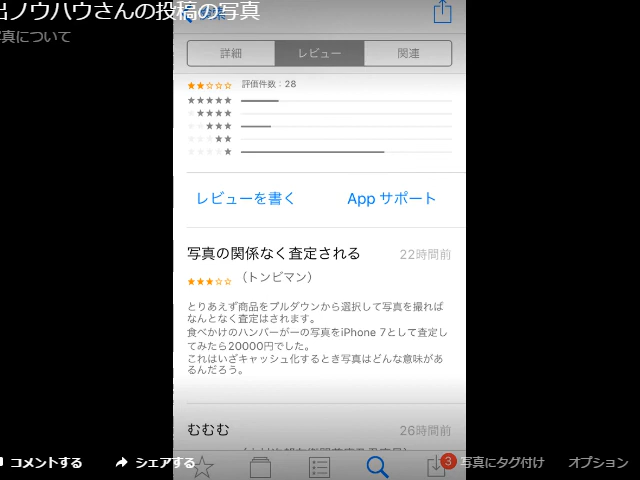 出ノウハウさんの投稿の写真
写真について
詳細 レビュー 関連
★★☆☆☆ 評価件数：28
★★★★★
★★★★
★★★
★★
★
レビューを書く App サポート
写真の関係なく査定される 22時間前
★★★☆☆ （トンビマン）
とりあえず商品をプルダウンから選択して写真を撮れば
なんとなく査定はされます。
食べかけのハンバーガーの写真をiPhone 7として査定し
てみたら20000円でした。
これはいざキャッシュ化するとき写真はどんな意味があ
るんだろう。
むむむ 26時間前
コメントする シェアする 3 写真にタグ付け オプション